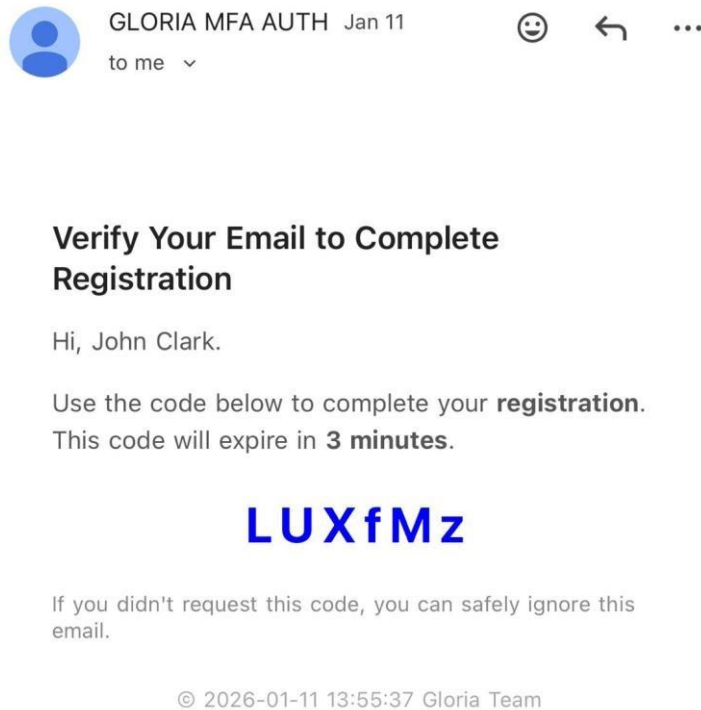 GLORIA MFA AUTH Jan 11
to me
Verify Your Email to Complete
Registration
Hi, John Clark.
Use the code below to complete your registration.
This code will expire in 3 minutes.
LUXfMz
If you didn't request this code, you can safely ignore this
email.
© 2026-01-11 13:55:37 Gloria Team